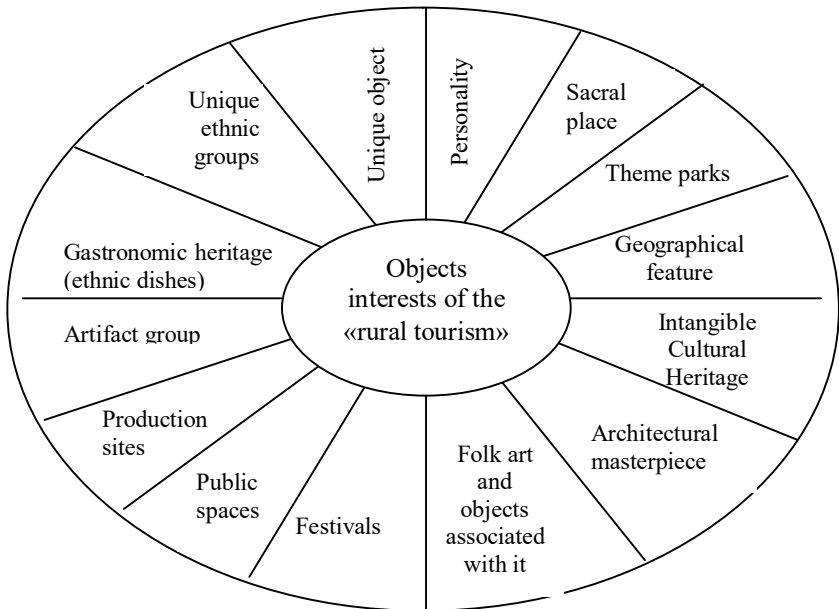 Objects
interests of the
«rural tourism»
Unique object
Personality
Sacral
place
Theme parks
Geographical
feature
Intangible
Cultural
Heritage
Architectural
masterpiece
Folk art
and
objects
associated
with it
Festivals
Public
spaces
Production
sites
Artifact group
Gastronomic heritage
(ethnic dishes)
Unique
ethnic
groups